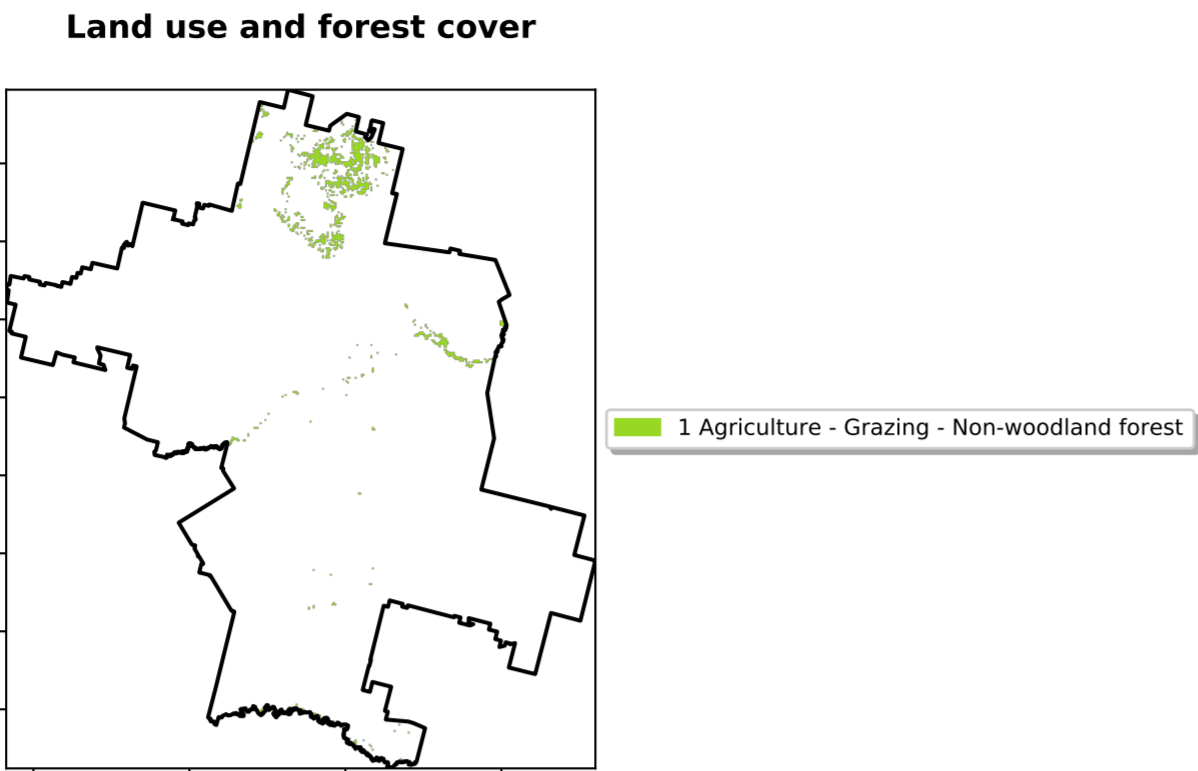 Land use and forest cover
1 Agriculture - Grazing - Non-woodland forest